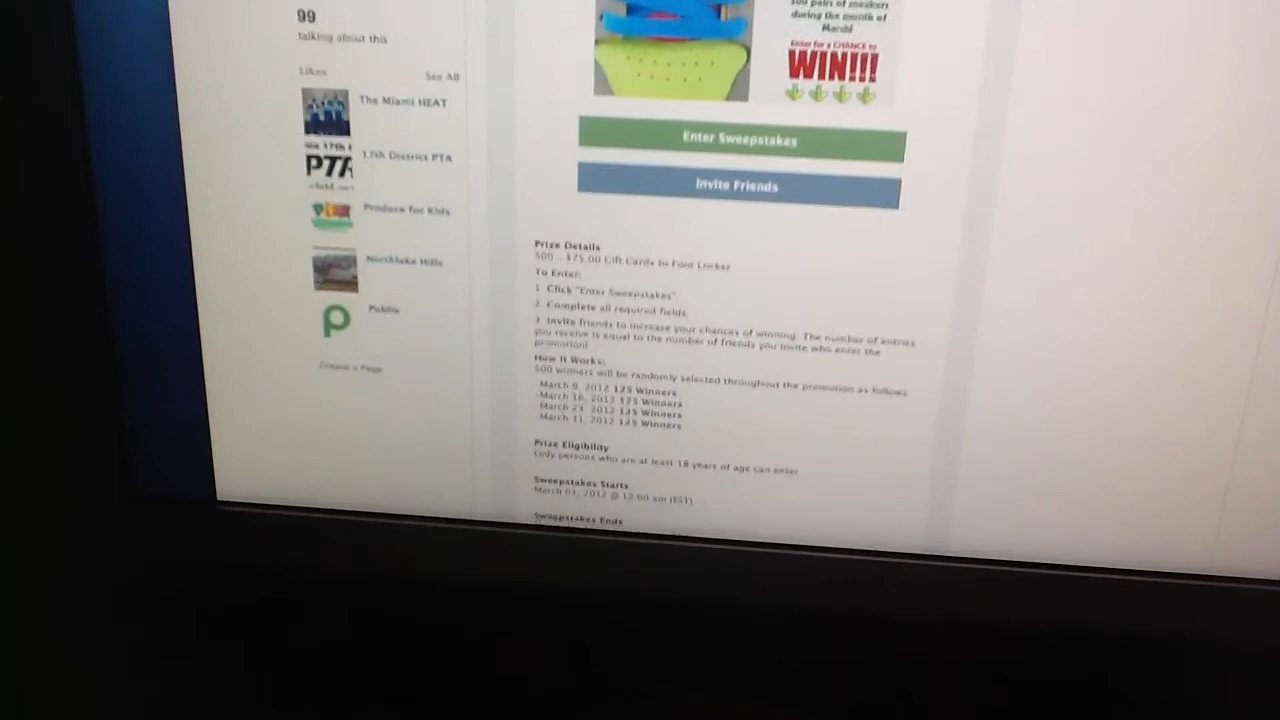 99
talking about this
Likes
See All
The Miami HEAT
17th District PTA
PTA
Produce for Kids
Northlake Hills
Publix
Create a Page
500 pair of sneakers
during the month of
March!
Enter for a CHANCE to
WIN!!!
Enter Sweepstakes
Invite Friends
Prize Details
500 - $75.00 Gift Cards to Foot Locker
To Enter:
1. Click "Enter Sweepstakes"
2. Complete all required fields.
3. Invite friends to increase your chances of winning. The number of entries
you receive is equal to the number of friends you invite who enter the
promotion!
How It Works:
500 winners will be randomly selected throughout the promotion as follows
-March 9, 2012 125 Winners
-March 16, 2012 125 Winners
-March 23, 2012 125 Winners
-March 31, 2012 125 Winners
Prize Eligibility
Only persons who are at least 18 years of age can enter
Sweepstakes Starts
March 01, 2012 @ 12:00 am (EST)
Sweepstakes Ends